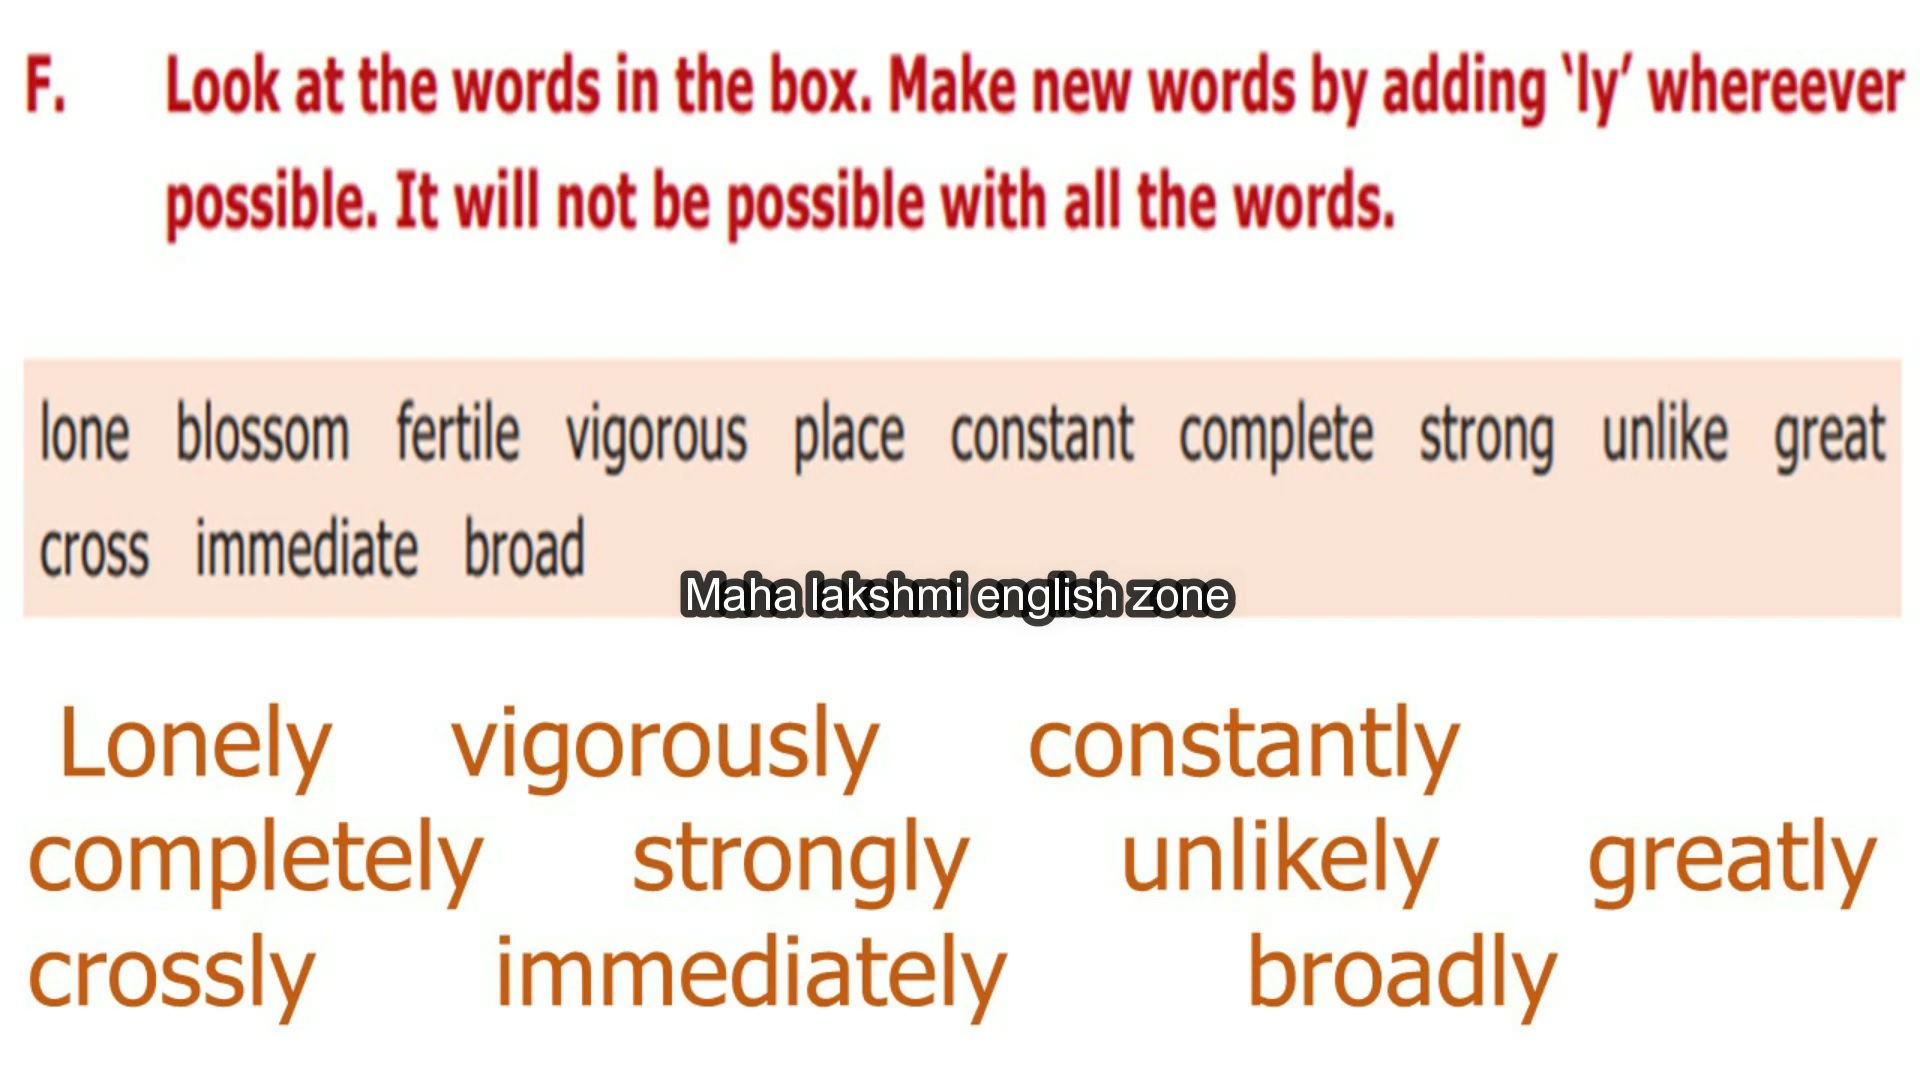 F. Look at the words in the box. Make new words by adding ‘ly’ whereever
possible. It will not be possible with all the words.
lone blossom fertile vigorous place constant complete strong unlike great
cross immediate broad
Maha lakshmi english zone
Lonely vigorously constantly
completely strongly unlikely greatly
crossly immediately broadly